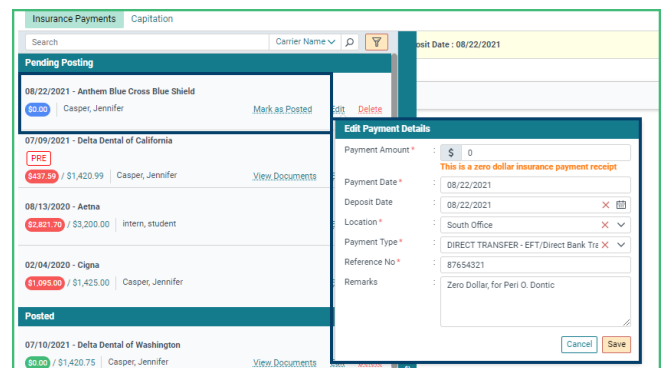 Insurance Payments Capitation
Search Carrier Name
Pending Posting
08/22/2021 - Anthem Blue Cross Blue Shield
$0.00 Casper, Jennifer Mark as Posted Edit Delete
07/09/2021 - Delta Dental of California
PRE
$437.59 / $1,420.99 Casper, Jennifer View Documents
08/13/2020 - Aetna
$2,821.70 / $3,200.00 intern, student
02/04/2020 - Cigna
$1,095.00 / $1,425.00 Casper, Jennifer
Posted
07/10/2021 - Delta Dental of Washington
$0.00 / $1,420.75 Casper, Jennifer View Documents
osit Date : 08/22/2021
Edit Payment Details
Payment Amount * : $ 0
This is a zero dollar insurance payment receipt
Payment Date * : 08/22/2021
Deposit Date : 08/22/2021
Location * : South Office
Payment Type * : DIRECT TRANSFER - EFT/Direct Bank Tra
Reference No * : 87654321
Remarks : Zero Dollar, for Peri O. Dontic
Cancel Save